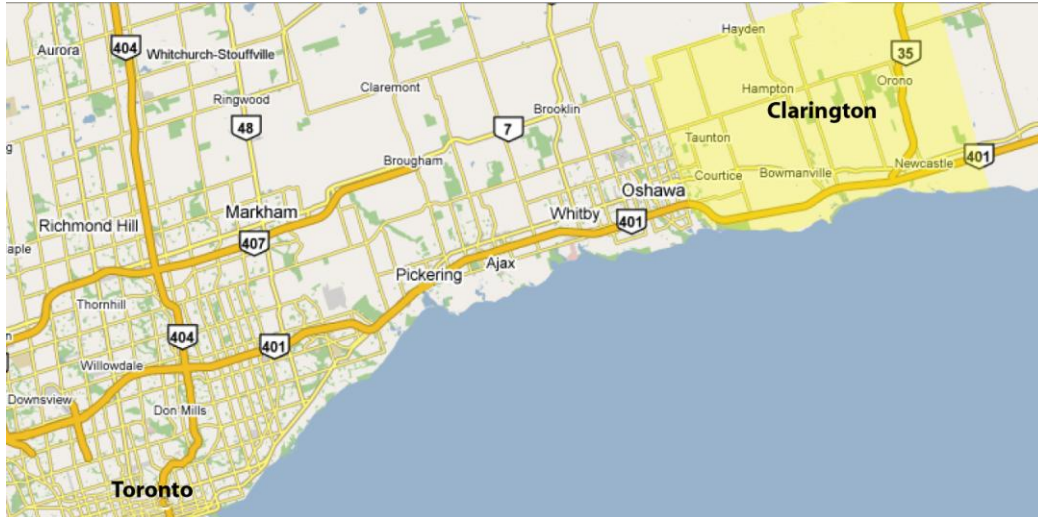 Hayden
404
Aurora
Whitchurch-Stouffville
35
Orono
Claremont
Hampton
Ringwood
Clarington
Brooklin
48
7
Taunton
Brougham
Newcastle
401
Courtice
Bowmanville
Oshawa
Markham
Whitby
401
Richmond Hill
407
aple
Ajax
Pickering
Thornhill
404
401
Willowdale
Downsview
Don Mills
Toronto